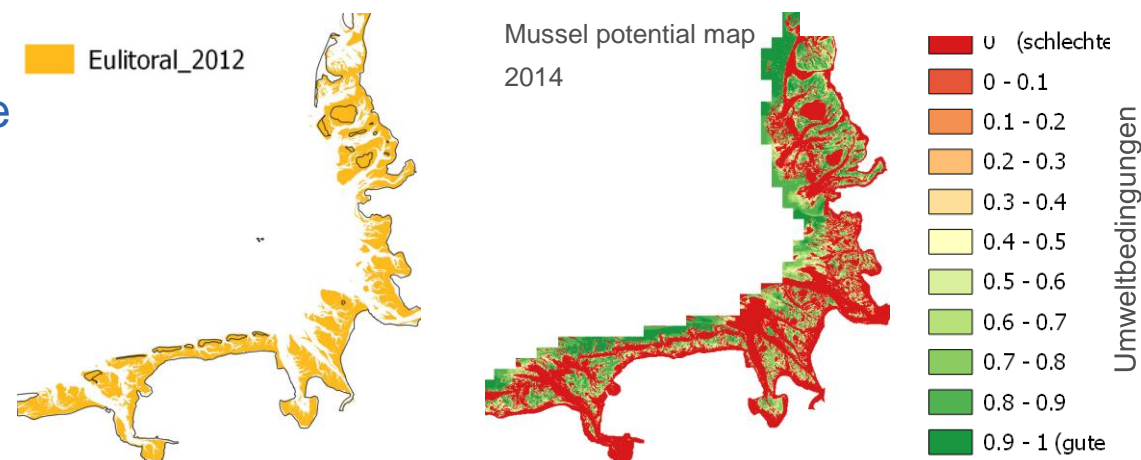 Eulitoral_2012
e
Mussel potential map
2014
0 (schlechte
0 - 0.1
0.1 - 0.2
0.2 - 0.3
0.3 - 0.4
0.4 - 0.5
0.5 - 0.6
0.6 - 0.7
0.7 - 0.8
0.8 - 0.9
0.9 - 1 (gute
Umweltbedingungen